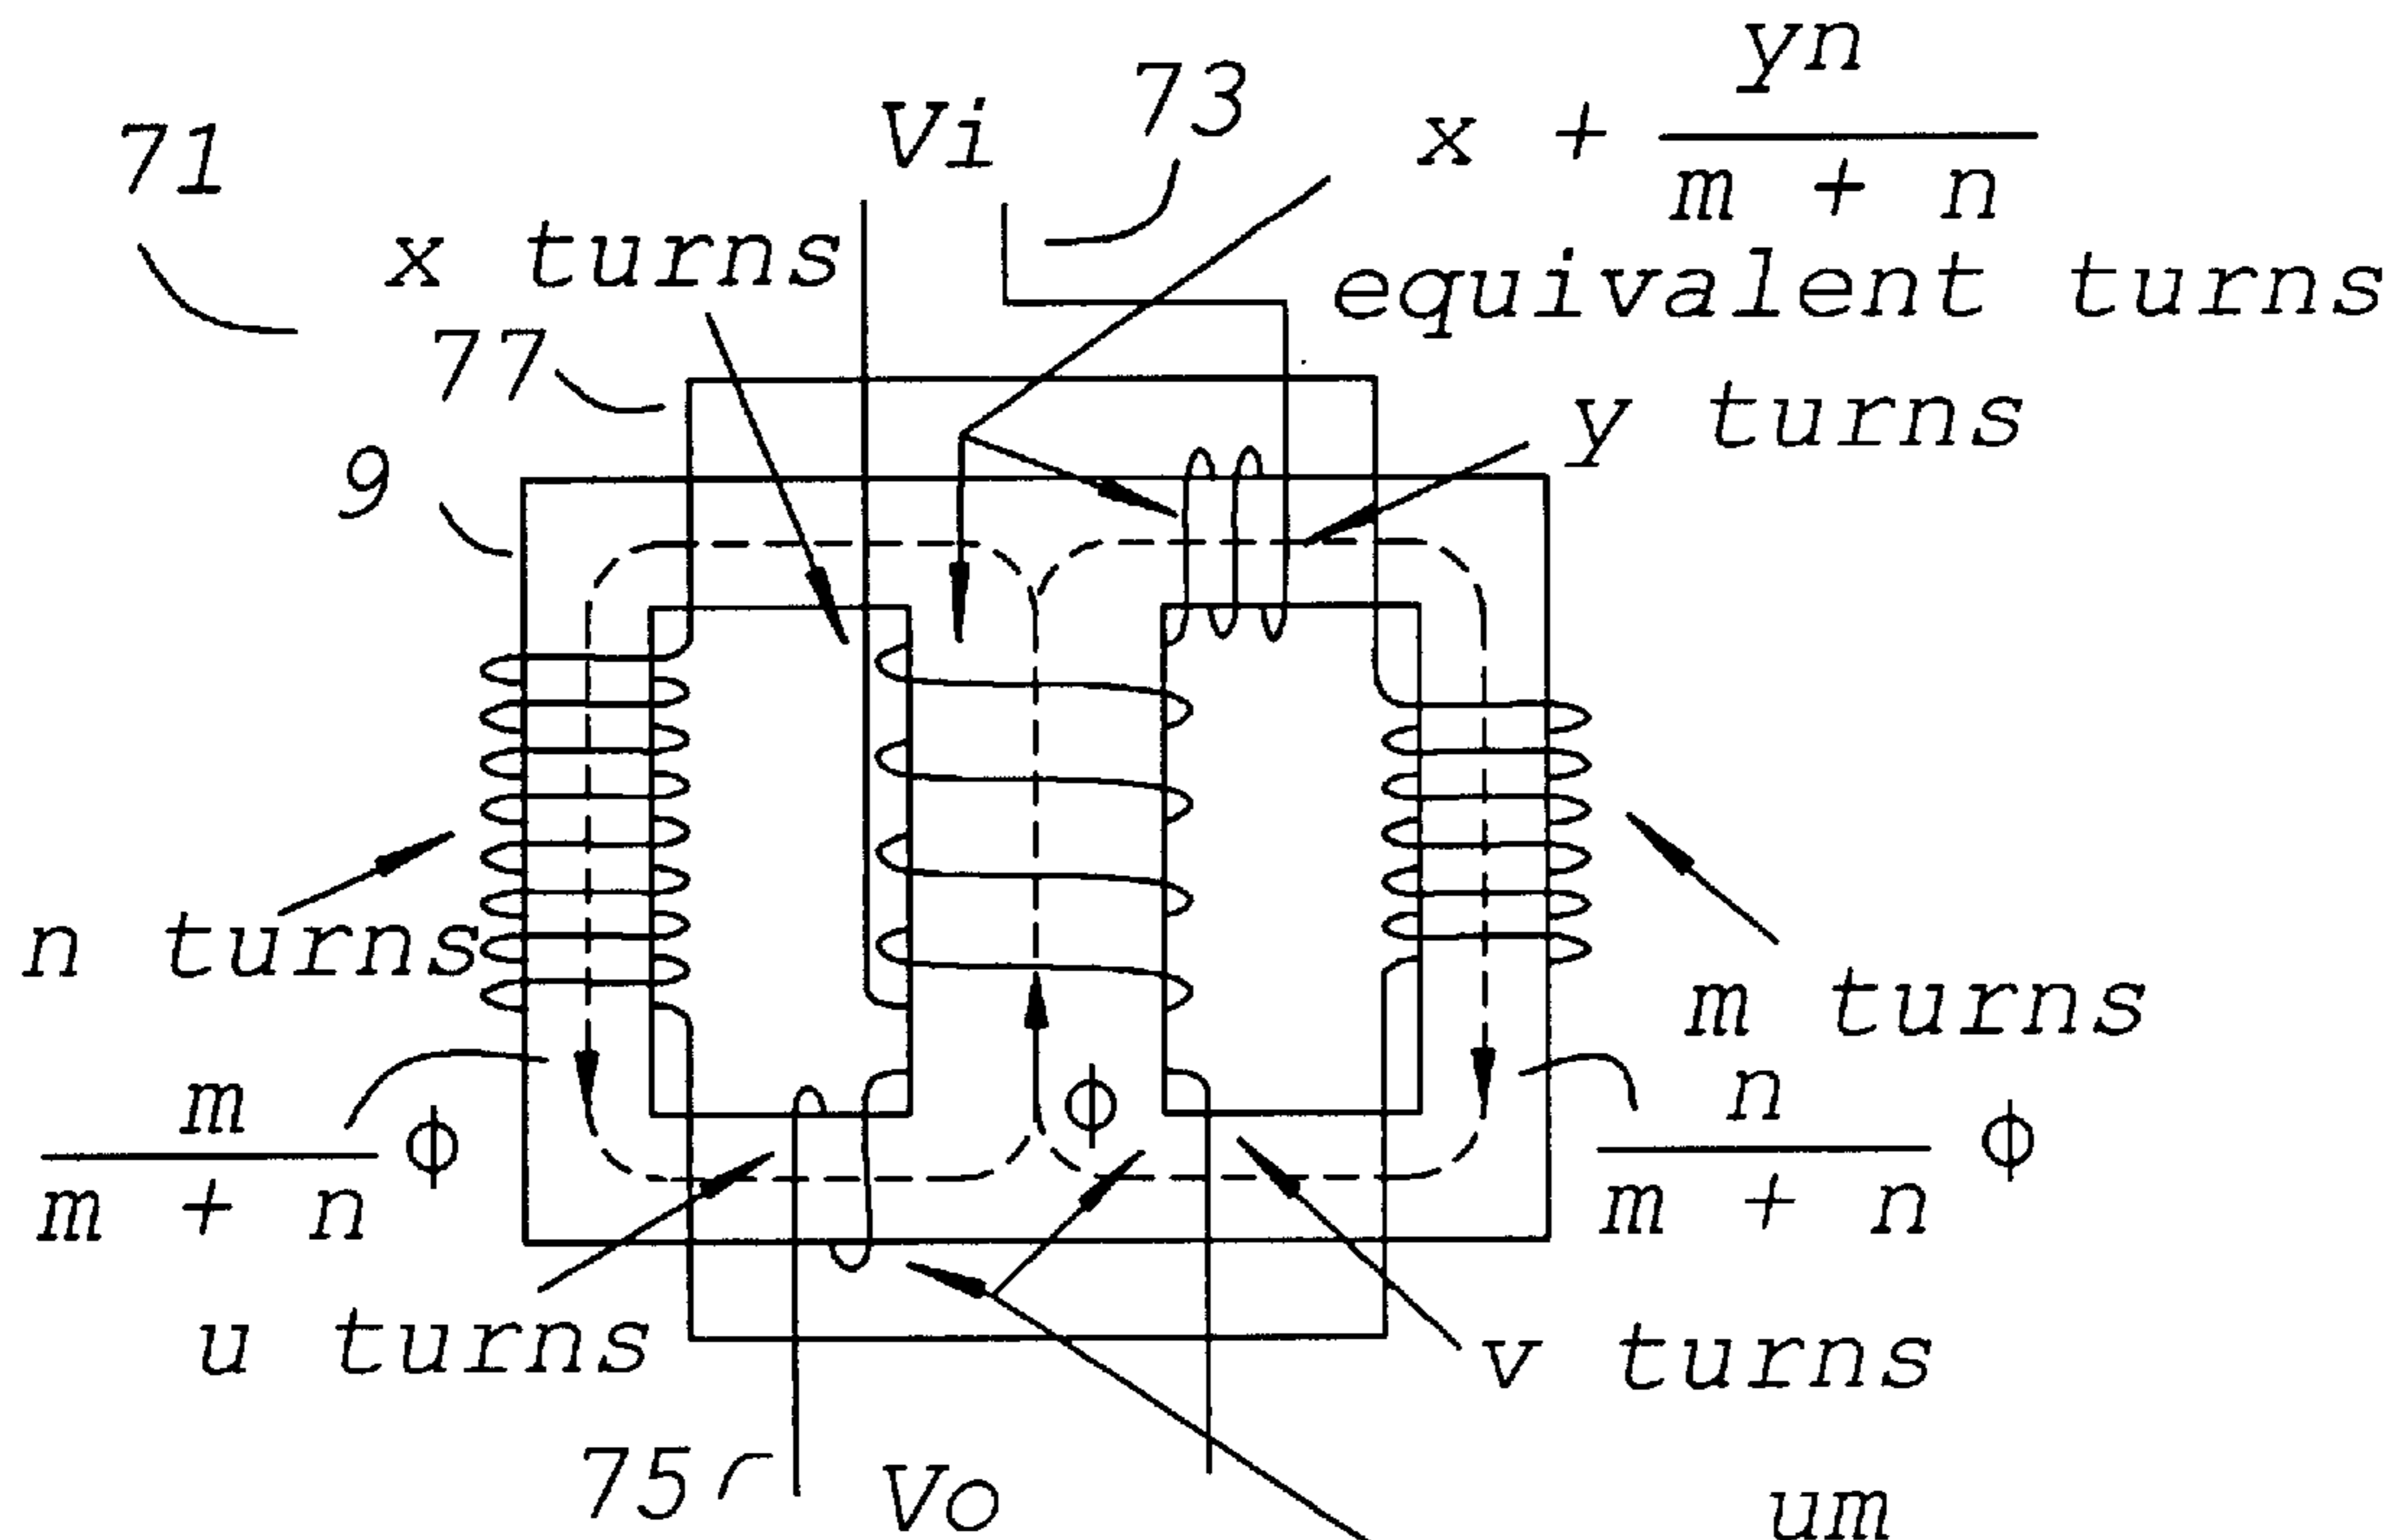 yn
73
Vi
x + ———
m + n
71
x turns
equivalent turns
77
y turns
9
n turns
m turns
m
——— ϕ
m + n
ϕ
n
——— ϕ
m + n
u turns
v turns
75
Vo
um